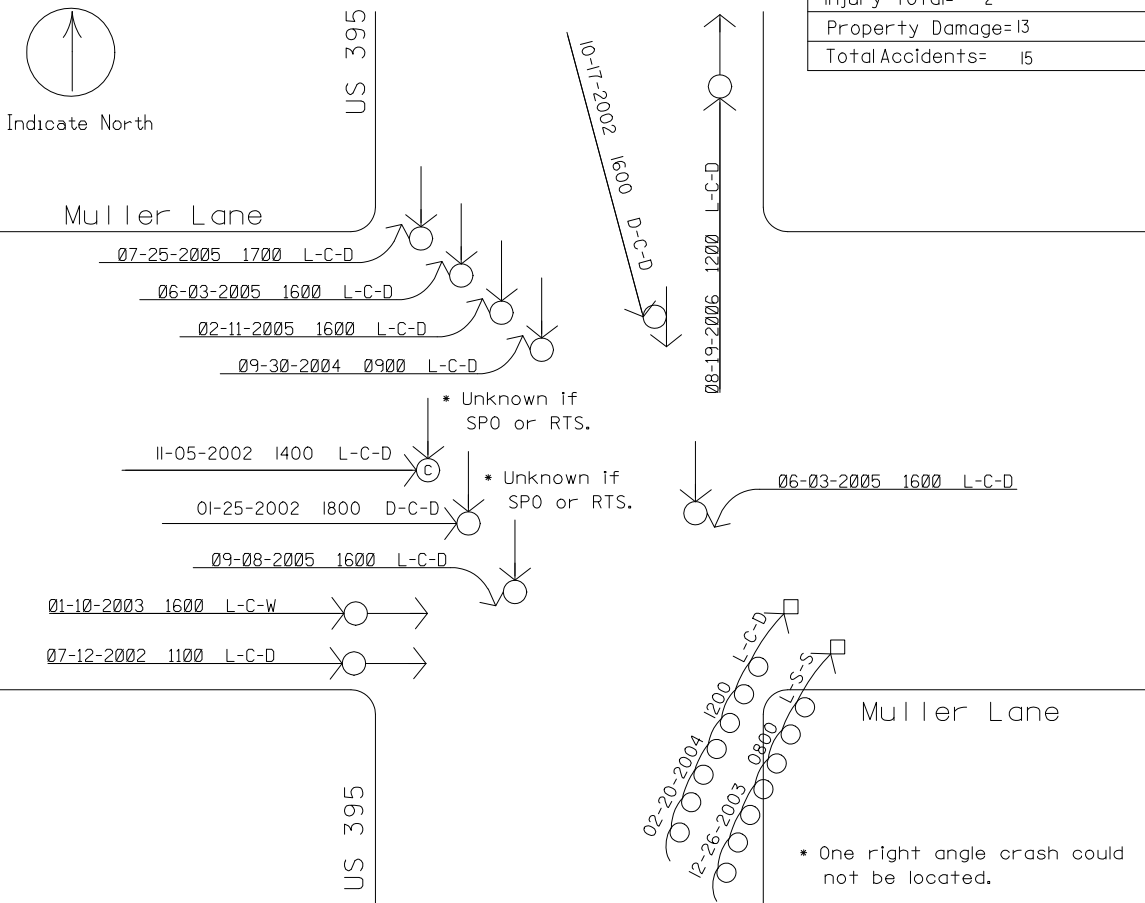 Injury Total= 2
Property Damage=13
Total Accidents= 15
US 395
Indicate North
Muller Lane
10-17-2002 1600 D-C-D
08-19-2006 1200 L-C-D
07-25-2005 1700 L-C-D
06-03-2005 1600 L-C-D
02-11-2005 1600 L-C-D
09-30-2004 0900 L-C-D
* Unknown if
SPO or RTS.
11-05-2002 1400 L-C-D
C
* Unknown if
SPO or RTS.
06-03-2005 1600 L-C-D
01-25-2002 1800 D-C-D
09-08-2005 1600 L-C-D
01-10-2003 1600 L-C-W
07-12-2002 1100 L-C-D
02-20-2004 1200 L-C-D
12-26-2003 0800 L-S-S
Muller Lane
US 395
* One right angle crash could
not be located.